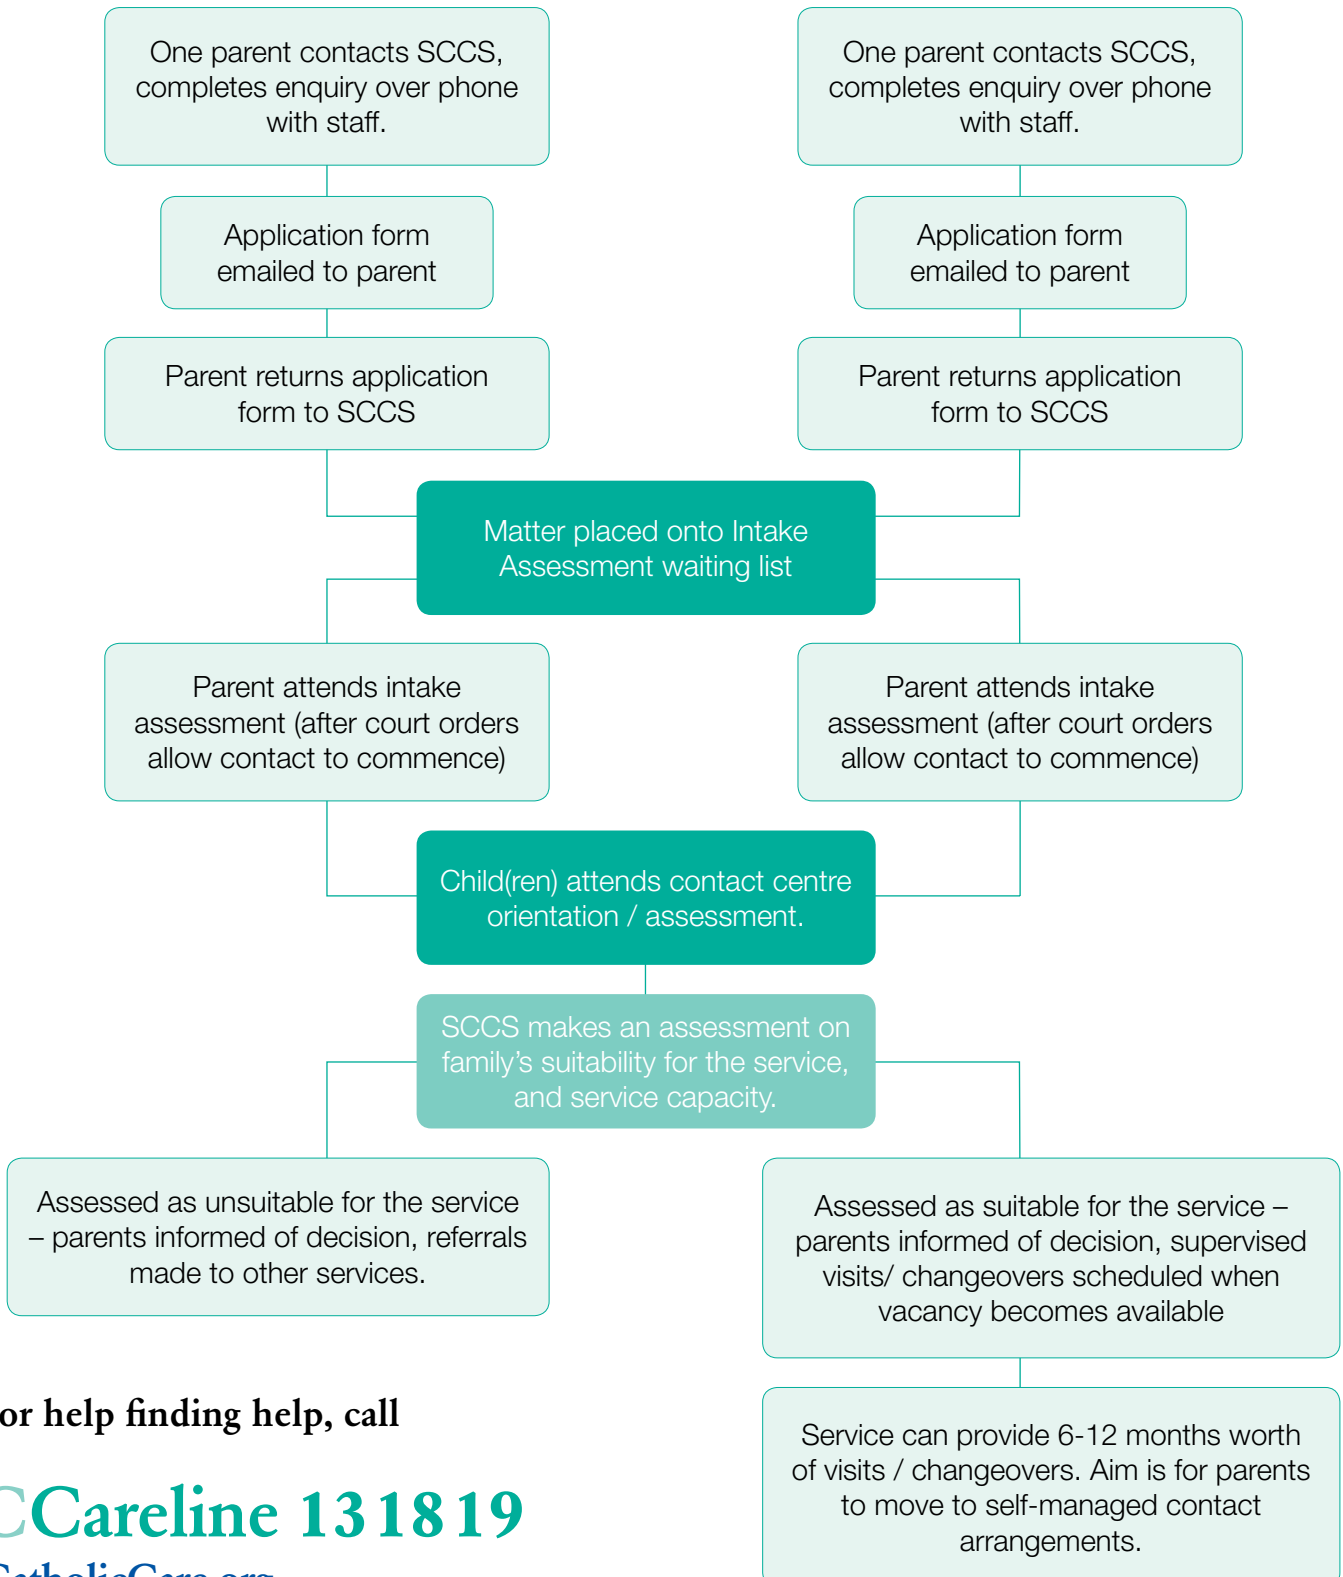 One parent contacts SCCS,
completes enquiry over phone
with staff.
One parent contacts SCCS,
completes enquiry over phone
with staff.
Application form
emailed to parent
Application form
emailed to parent
Parent returns application
form to SCCS
Parent returns application
form to SCCS
Matter placed onto Intake
Assessment waiting list
Parent attends intake
assessment (after court orders
allow contact to commence)
Parent attends intake
assessment (after court orders
allow contact to commence)
Child(ren) attends contact centre
orientation / assessment.
SCCS makes an assessment on
family’s suitability for the service,
and service capacity.
Assessed as unsuitable for the service
– parents informed of decision, referrals
made to other services.
Assessed as suitable for the service –
parents informed of decision, supervised
visits/ changeovers scheduled when
vacancy becomes available
Service can provide 6-12 months worth
of visits / changeovers. Aim is for parents
to move to self-managed contact
arrangements.
or help finding help, call
CCareline 131819
CatholicCare.org